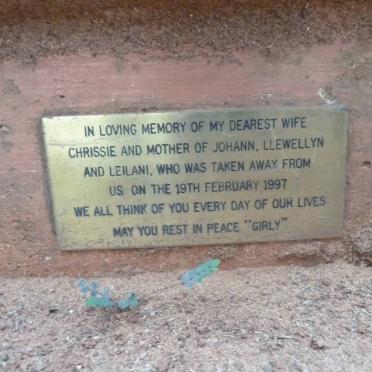 IN LOVING MEMORY OF MY DEAREST WIFE
CHRISSIE AND MOTHER OF JOHANN, LLEWELLYN
AND LEILANI, WHO WAS TAKEN AWAY FROM
US ON THE 19TH FEBRUARY 1997
WE ALL THINK OF YOU EVERY DAY OF OUR LIVES
MAY YOU REST IN PEACE "GIRLY"